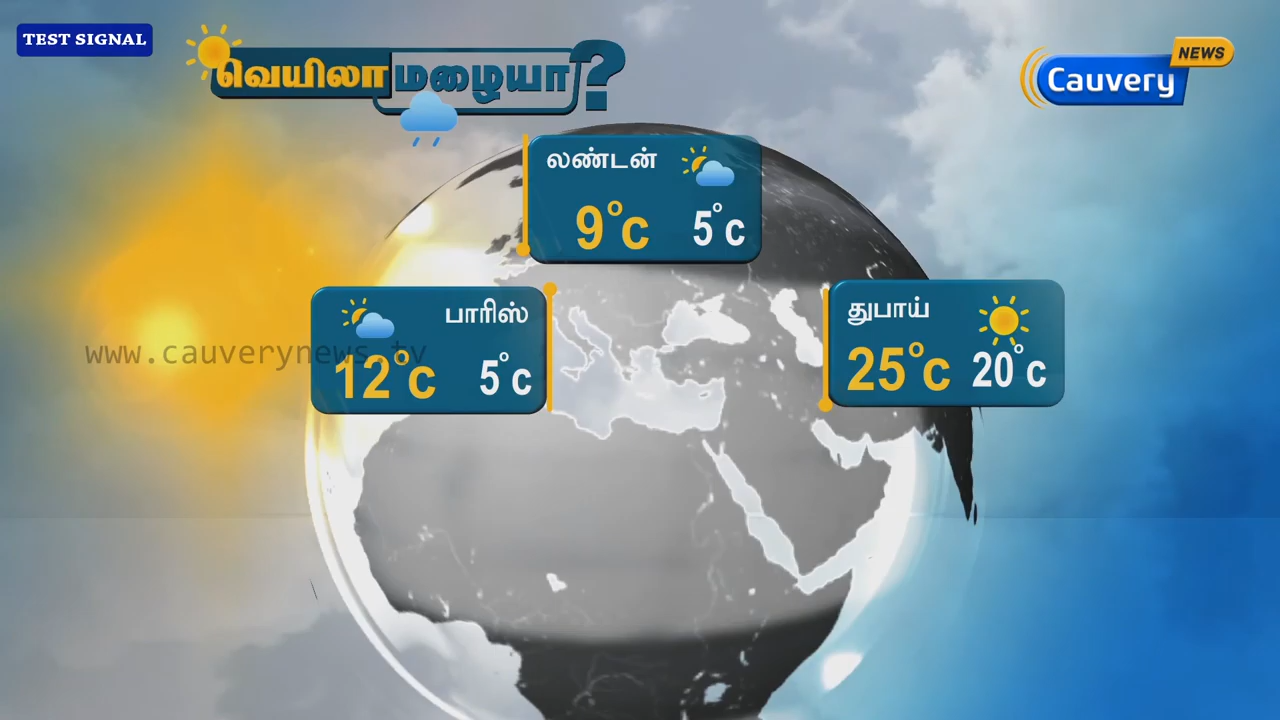 TEST SIGNAL
வெயிலா மழையா?
Cauvery NEWS
லண்டன்
9°c 5°c
பாரிஸ்
12°c 5°c
துபாய்
25°c 20°c
www.cauverynews.tv